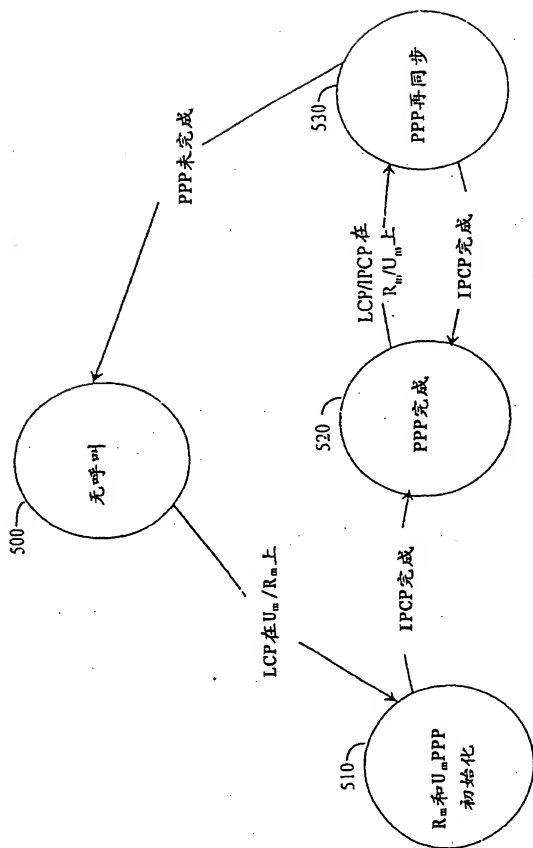 500
无呼叫
PPP未完成
LCP在Uₘ/Rₘ上
510
Rₘ和UₘPPP
初始化
IPCP完成
520
PPP完成
LCP/IPCP在
Rₘ/Uₘ上
530
PPP再同步
IPCP完成